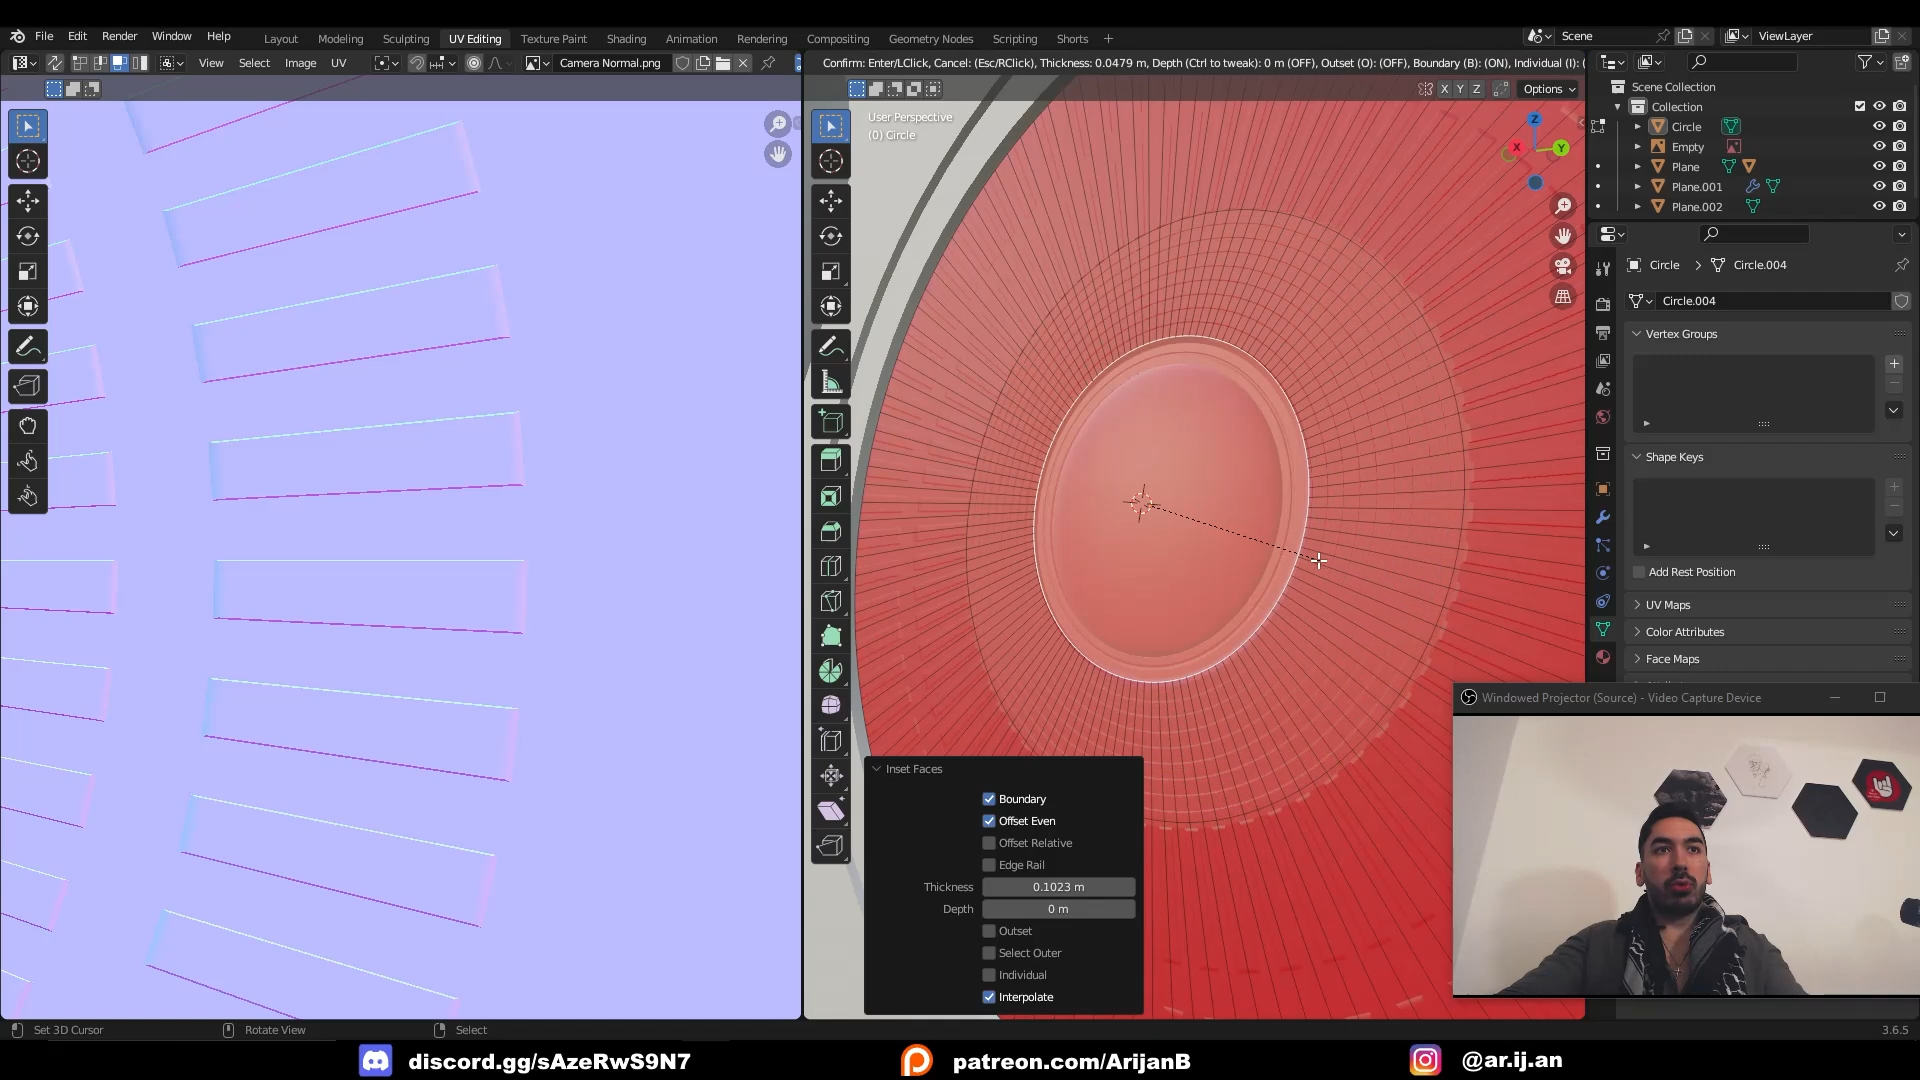 File Edit Render Window Help
Layout Modeling Sculpting UV Editing Texture Paint Shading Animation Rendering Compositing Geometry Nodes Scripting Shorts +
Scene
ViewLayer
View Select Image UV
Camera Normal.png
Confirm: Enter/LClick, Cancel: (Esc/RClick), Thickness: 0.0479 m, Depth (Ctrl to tweak): 0 m (OFF), Outset (O): (OFF), Boundary (B): (ON), Individual (I): (
X Y Z
Options
User Perspective
(0) Circle
Z
X
Y
Scene Collection
Collection
Circle
Empty
Plane
Plane.001
Plane.002
Circle > Circle.004
Circle.004
Vertex Groups
Shape Keys
Add Rest Position
UV Maps
Color Attributes
Face Maps
Windowed Projector (Source) - Video Capture Device
Inset Faces
Boundary
Offset Even
Offset Relative
Edge Rail
Thickness 0.1023 m
Depth 0 m
Outset
Select Outer
Individual
Interpolate
Set 3D Cursor
Rotate View
Select
3.6.5
discord.gg/sAzeRwS9N7
patreon.com/ArijanB
@ar.ij.an